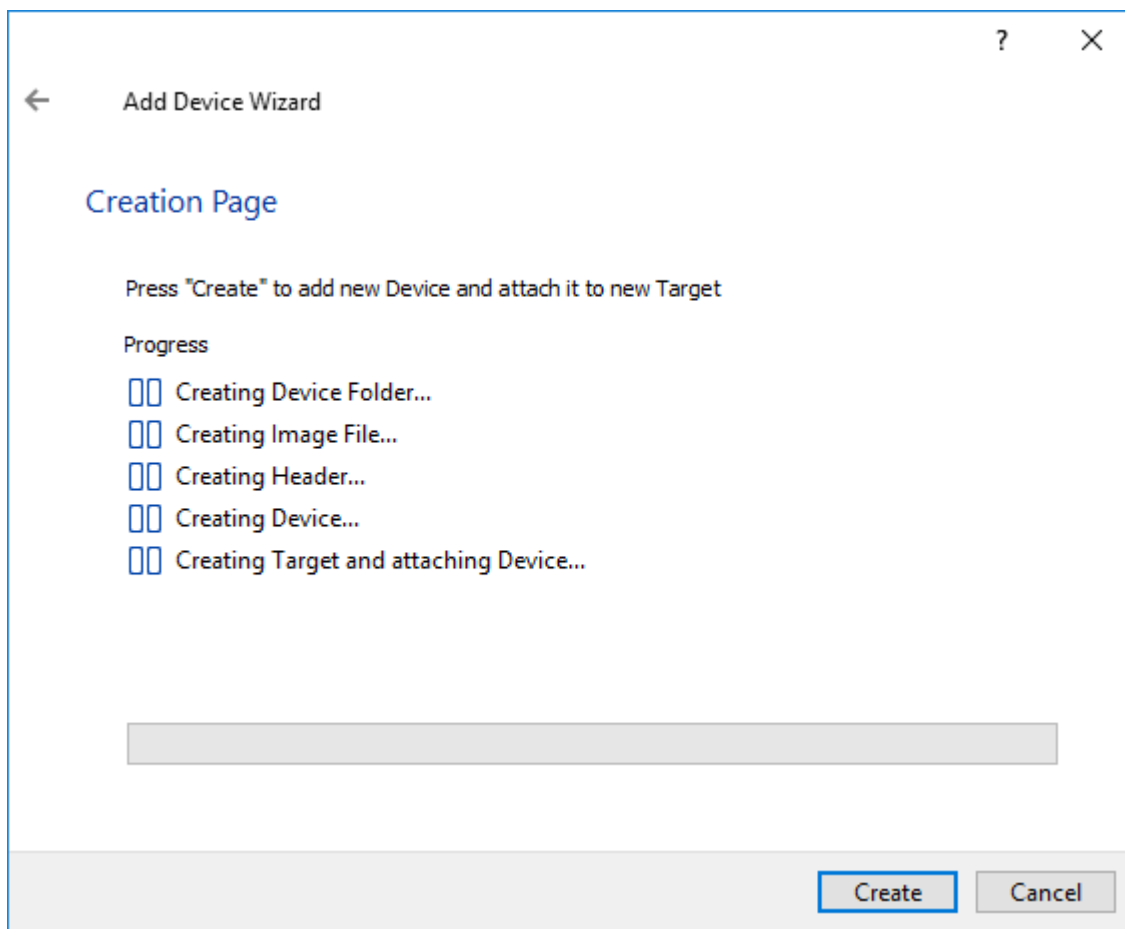 ?
Add Device Wizard
Creation Page
Press "Create" to add new Device and attach it to new Target
Progress
Creating Device Folder...
Creating Image File...
Creating Header...
Creating Device...
Creating Target and attaching Device...
Create Cancel